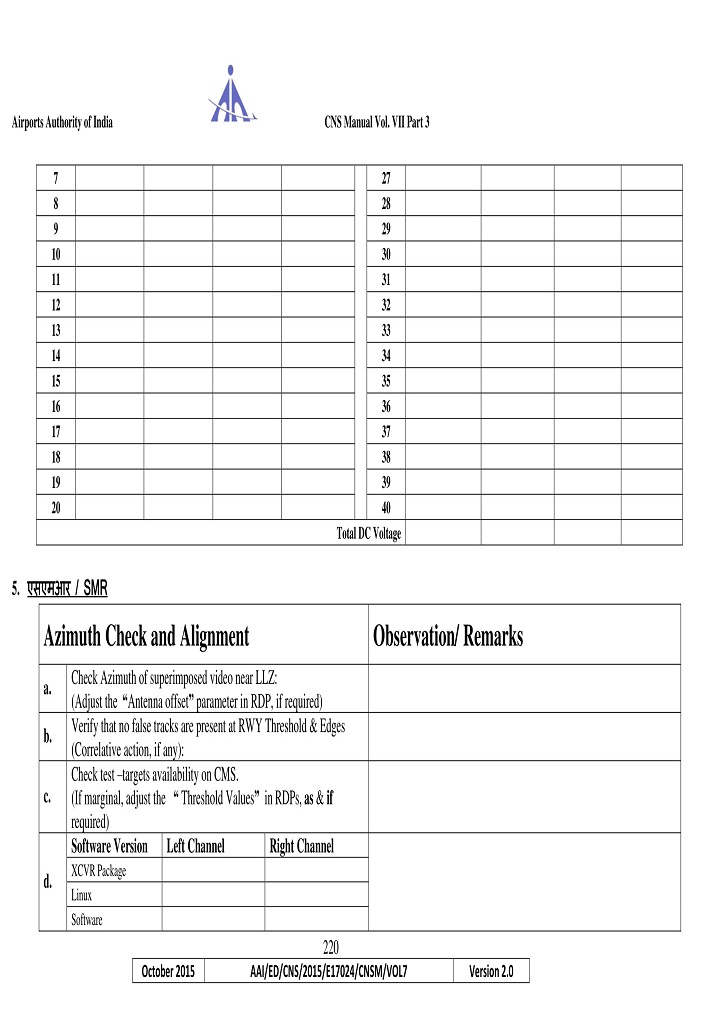 Airports Authority of India CNS Manual Vol. VII Part 3
7 27
8 28
9 29
10 30
11 31
12 32
13 33
14 34
15 35
16 36
17 37
18 38
19 39
20 40
Total DC Voltage
5. एसएमआर / SMR
Azimuth Check and Alignment Observation/ Remarks
a. Check Azimuth of superimposed video near LLZ:
(Adjust the “Antenna offset” parameter in RDP, if required)
b. Verify that no false tracks are present at RWY Threshold & Edges
(Correlative action, if any):
c. Check test –targets availability on CMS.
(If marginal, adjust the “ Threshold Values” in RDPs, as & if
required)
d. Software Version Left Channel Right Channel
XCVR Package
Linux
Software
220
October 2015 AAI/ED/CNS/2015/E17024/CNSM/VOL7 Version 2.0